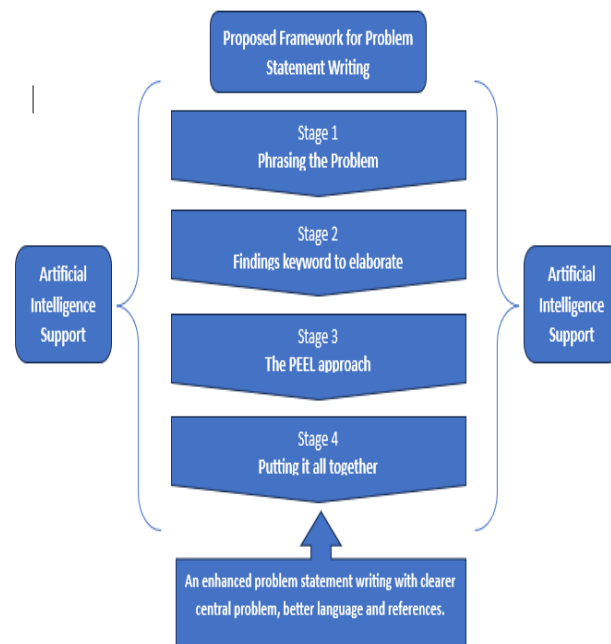 Proposed Framework for Problem
Statement Writing
Stage 1
Phrasing the Problem
Stage 2
Findings keyword to elaborate
Artificial
Intelligence
Support
Artificial
Intelligence
Support
Stage 3
The PEEL approach
Stage 4
Putting it all together
An enhanced problem statement writing with clearer
central problem, better language and references.